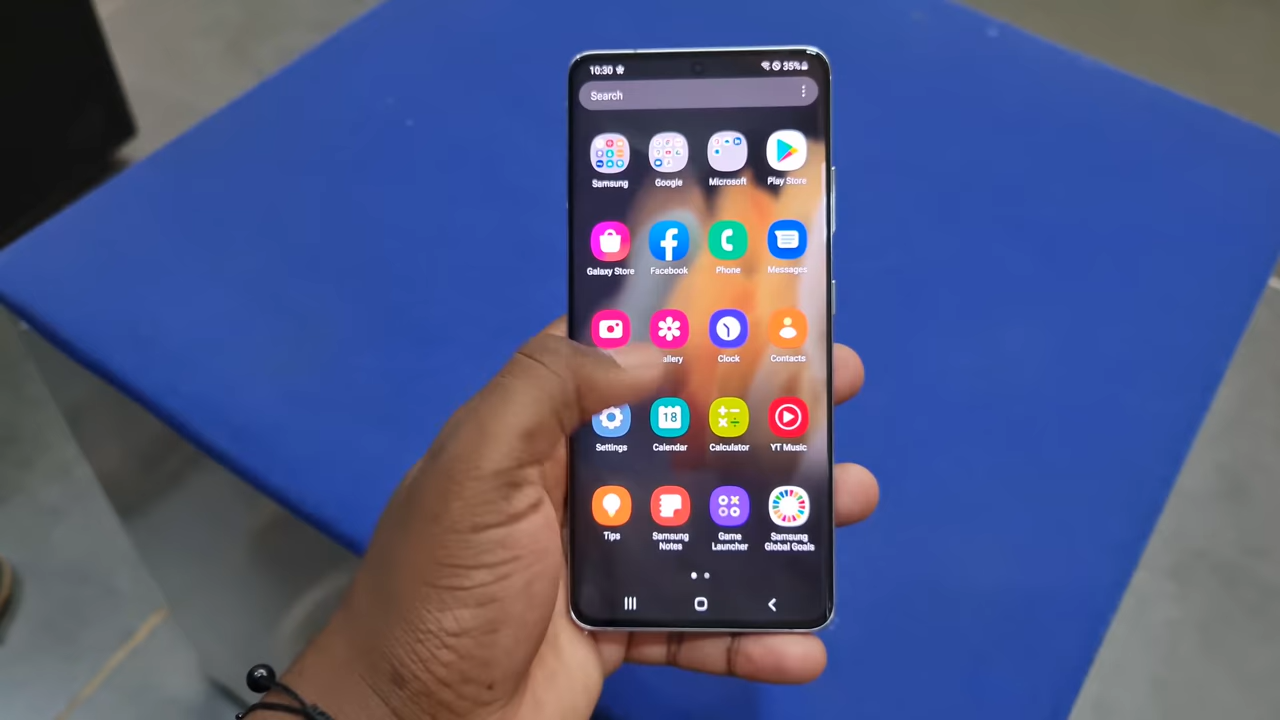 10:30
35%
Search
Samsung
Google
Microsoft
Play Store
Galaxy Store
Facebook
Phone
Messages
allery
Clock
Contacts
18
Settings
Calendar
Calculator
YT Music
Tips
Samsung
Notes
Game
Launcher
Samsung
Global Goals